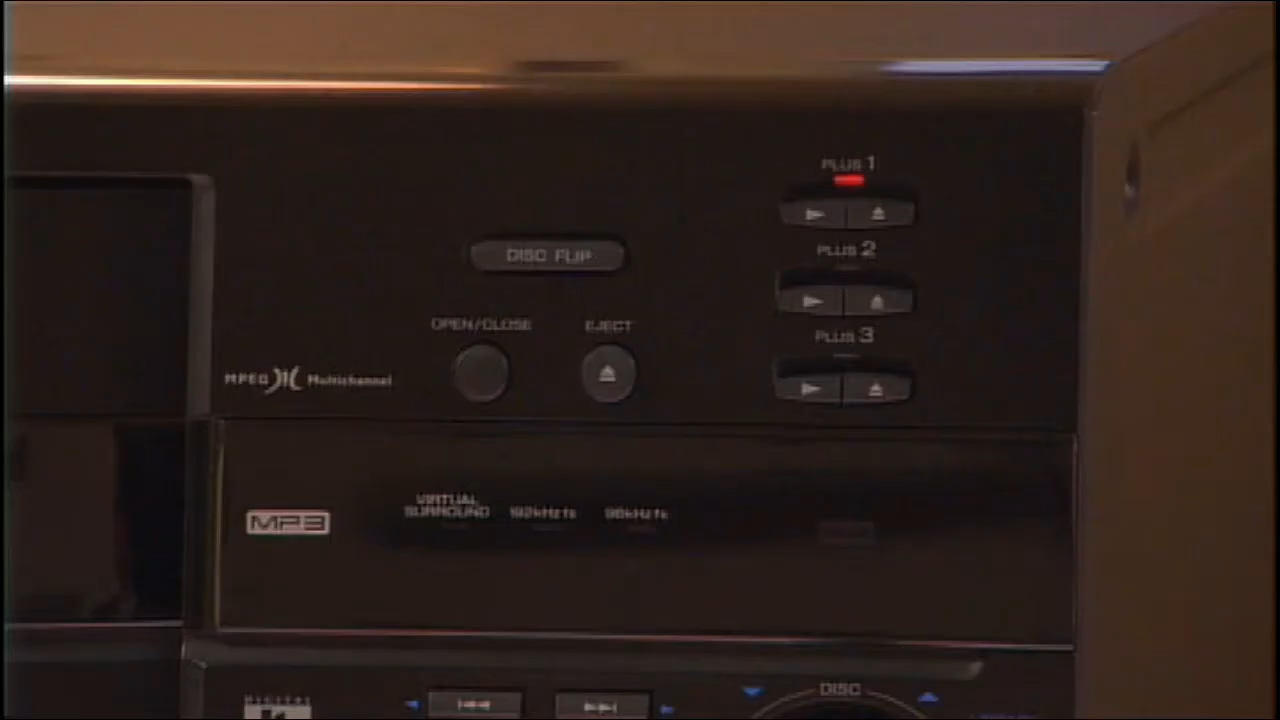 PLUS 1
DISC FLIP
PLUS 2
OPEN/CLOSE
EJECT
PLUS 3
MPEG Multichannel
VIRTUAL
SURROUND
192kHz fs
96kHz fs
MP3
DISC
DIGITAL